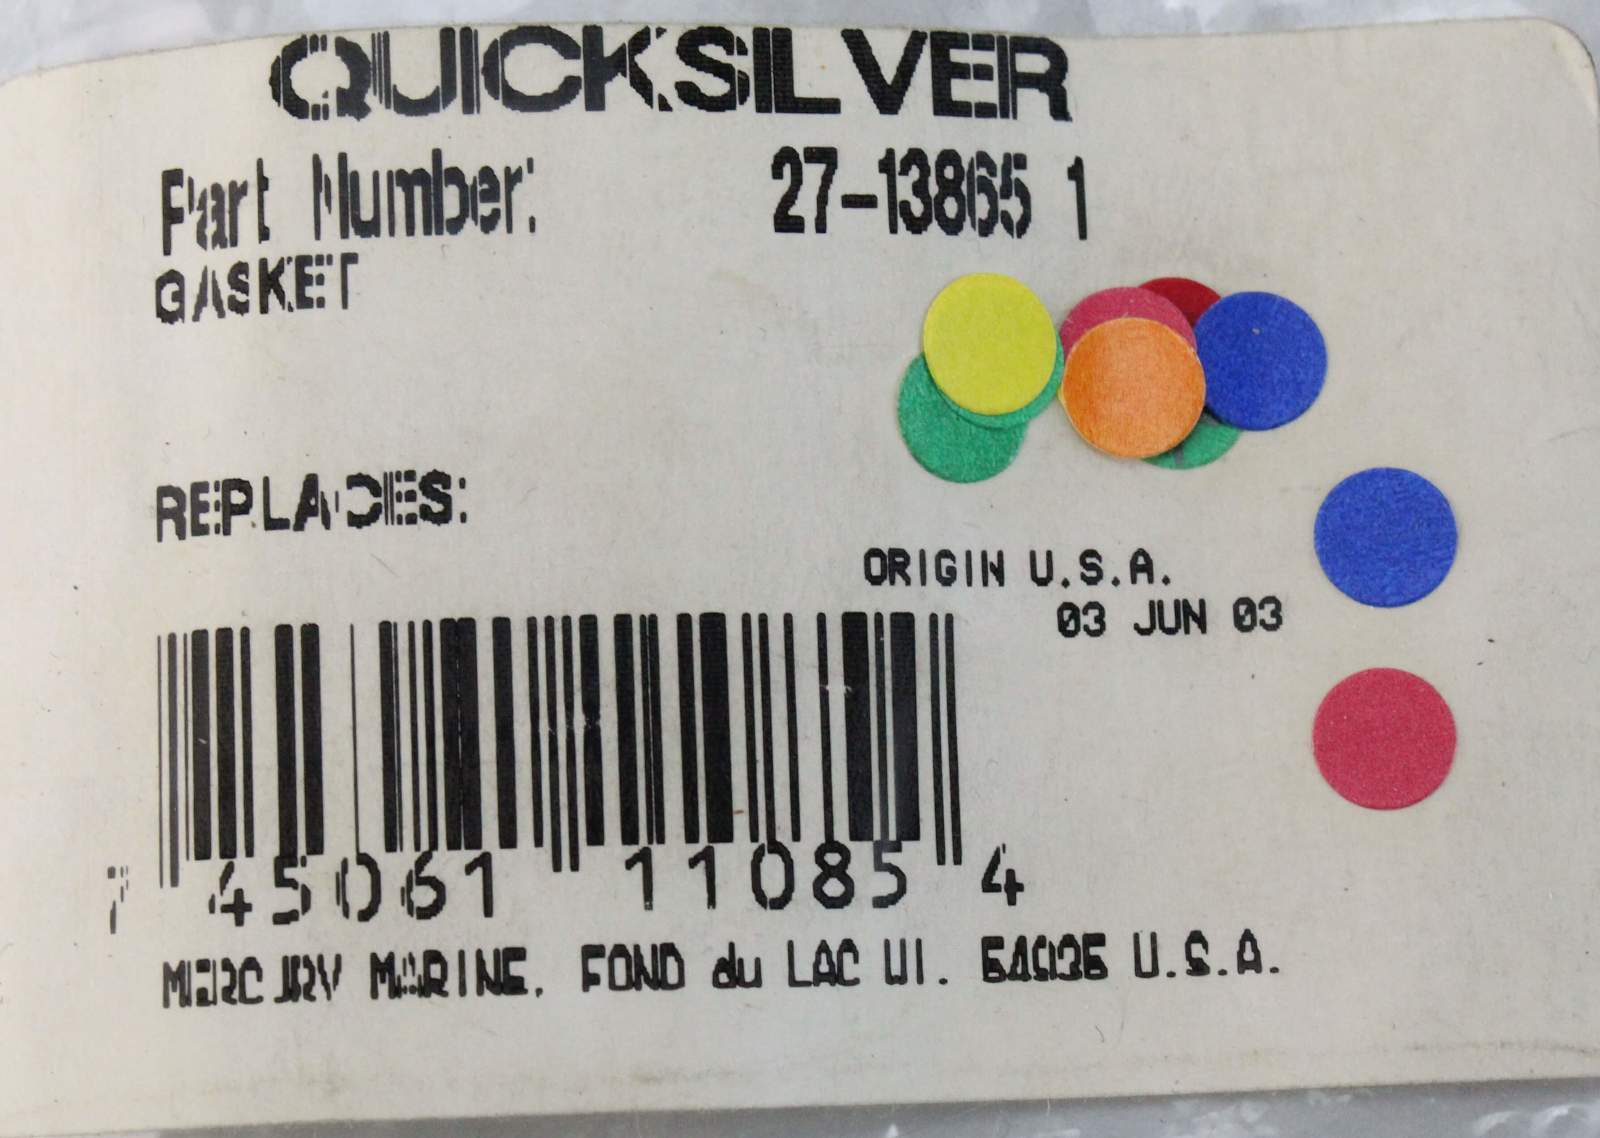 QUICKSILVER
Part Number: 27-13865 1
GASKET
REPLACES:
ORIGIN U.S.A.
03 JUN 03
7 45061 11085 4
MERCURY MARINE, FOND du LAC WI. 54935 U.S.A.